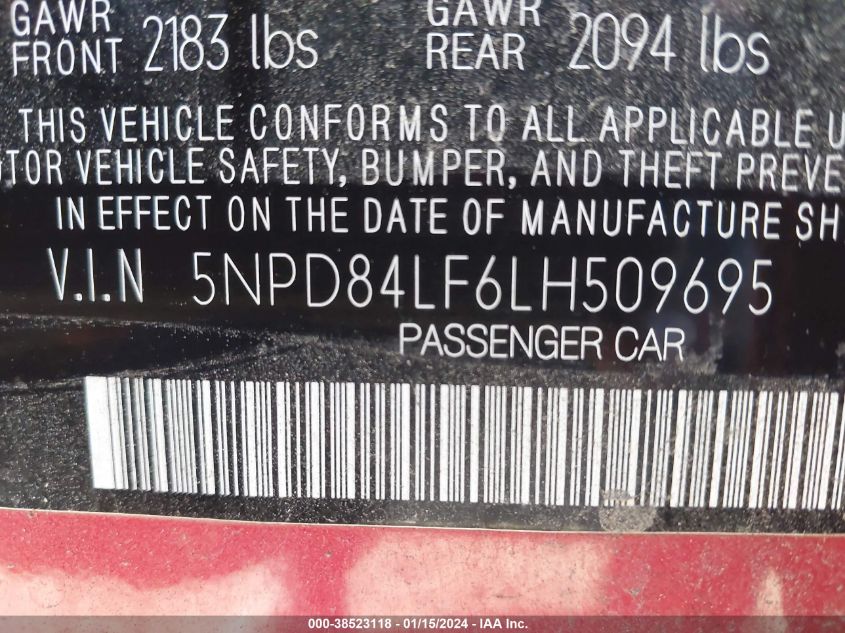 GAWR FRONT 2183 lbs GAWR REAR 2094 lbs
THIS VEHICLE CONFORMS TO ALL APPLICABLE U
TOR VEHICLE SAFETY, BUMPER, AND THEFT PREVE
IN EFFECT ON THE DATE OF MANUFACTURE SH
V.I.N 5NPD84LF6LH509695
PASSENGER CAR
000-38523118 - 01/15/2024 - IAA Inc.